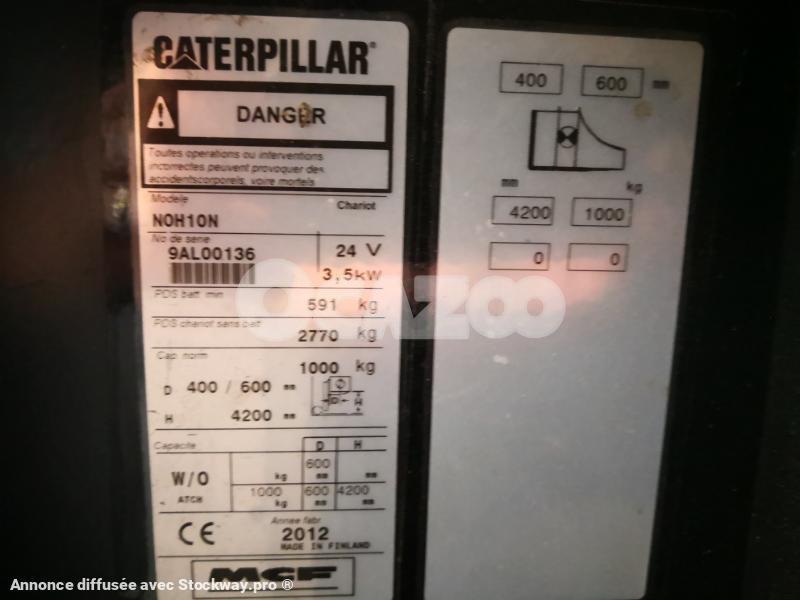 CATERPILLAR®
DANGER
Toutes operations ou interventions
incorrectes peuvent provoquer des
accidentscorporels, voire mortels
Modele Chariot
NOH10N
No de serie
9AL00136 24 V
3,5kW
PDS batt min 591 kg
PDS chariot sans batt
2770 kg
Cap norm 1000 kg
D 400 / 600 mm
H 4200 mm
Capacite D H
W/O ATCH
kg 600 mm mm
1000 kg 600 mm 4200 mm
CE
Annee fabr
2012
MADE IN FINLAND
MCF
400 600 mm
mm kg
4200 1000
0 0
OCAZOO
Annonce diffusée avec Stockway.pro ®